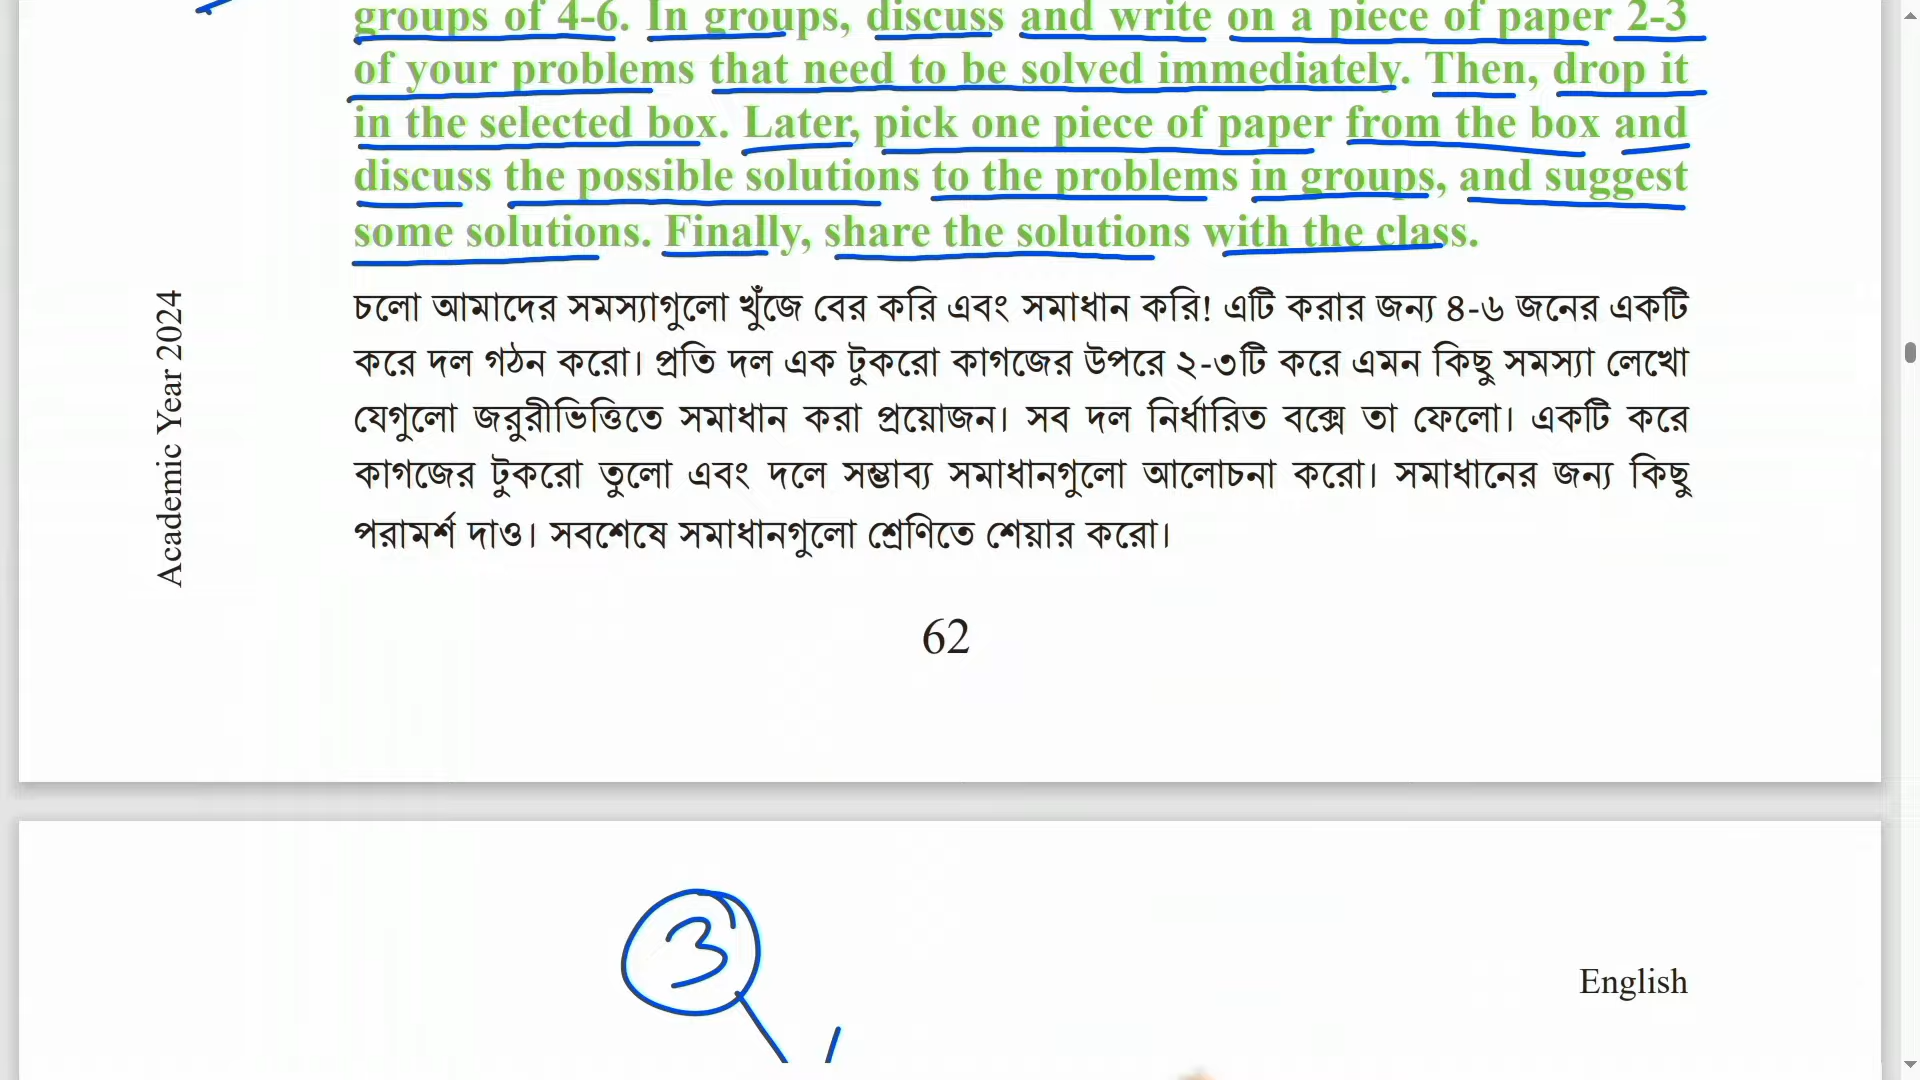 groups of 4-6. In groups, discuss and write on a piece of paper 2-3
of your problems that need to be solved immediately. Then, drop it
in the selected box. Later, pick one piece of paper from the box and
discuss the possible solutions to the problems in groups, and suggest
some solutions. Finally, share the solutions with the class.
চলো আমাদের সমস্যাগুলো খুঁজে বের করি এবং সমাধান করি! এটি করার জন্য ৪-৬ জনের একটি
করে দল গঠন করো। প্রতি দল এক টুকরো কাগজের উপরে ২-৩টি করে এমন কিছু সমস্যা লেখো
যেগুলো জরুরীভিত্তিতে সমাধান করা প্রয়োজন। সব দল নির্ধারিত বক্সে তা ফেলো। একটি করে
কাগজের টুকরো তুলো এবং দলে সম্ভাব্য সমাধানগুলো আলোচনা করো। সমাধানের জন্য কিছু
পরামর্শ দাও। সবশেষে সমাধানগুলো শ্রেণিতে শেয়ার করো।
Academic Year 2024
62
3
English